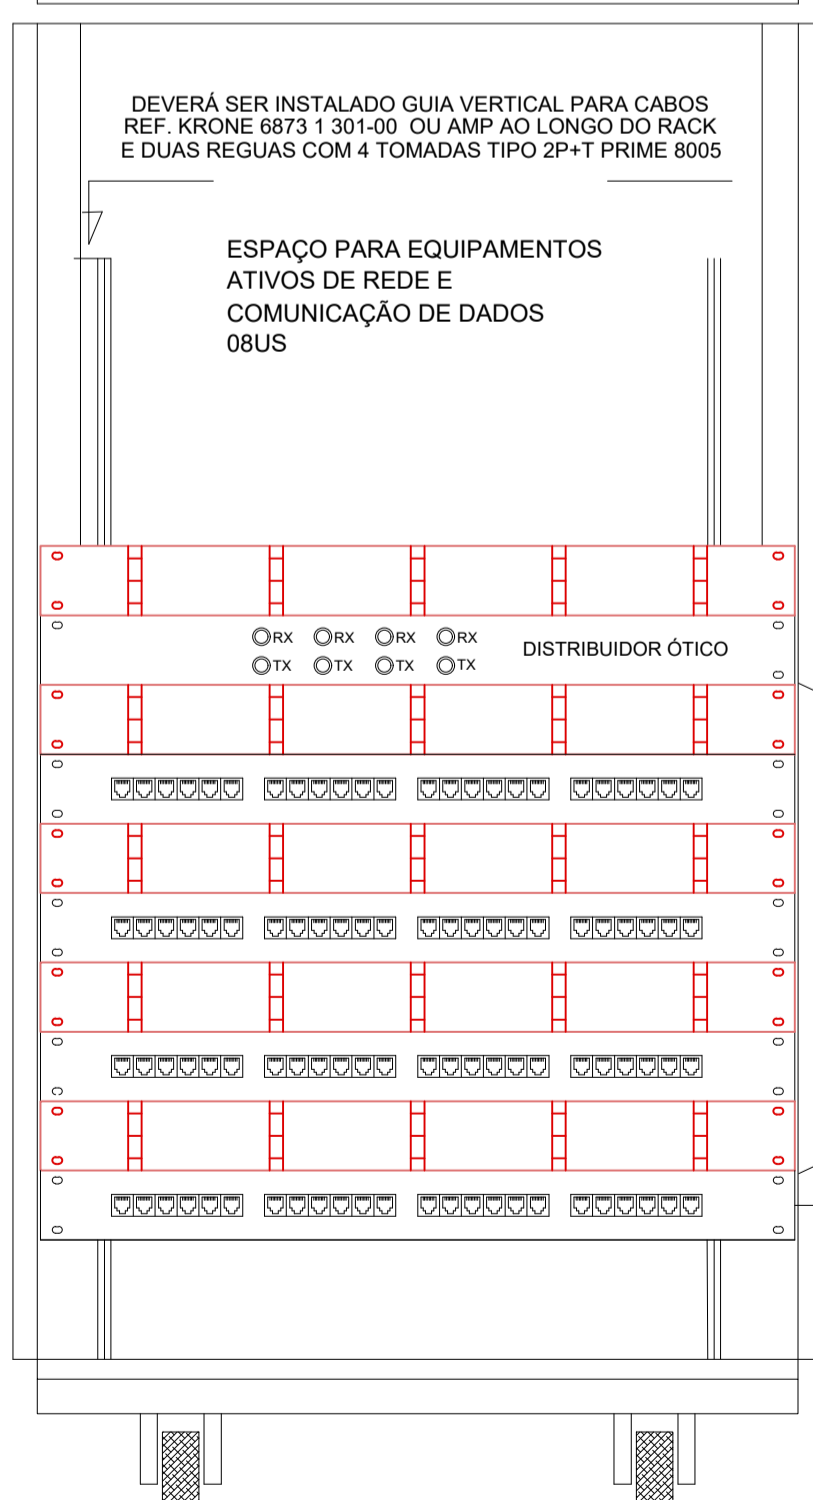 DEVERÁ SER INSTALADO GUIA VERTICAL PARA CABOS
REF. KRONE 6873 1 301-00 OU AMP AO LONGO DO RACK
E DUAS REGUAS COM 4 TOMADAS TIPO 2P+T PRIME 8005
ESPAÇO PARA EQUIPAMENTOS
ATIVOS DE REDE E
COMUNICAÇÃO DE DADOS
08US
RX RX RX RX
TX TX TX TX
DISTRIBUIDOR ÓTICO